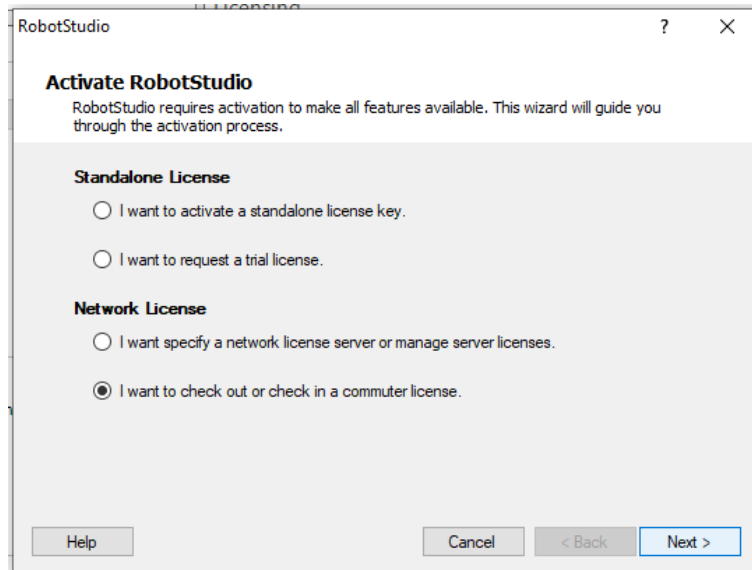 Licensing
RobotStudio
Activate RobotStudio
RobotStudio requires activation to make all features available. This wizard will guide you
through the activation process.
Standalone License
I want to activate a standalone license key.
I want to request a trial license.
Network License
I want specify a network license server or manage server licenses.
I want to check out or check in a commuter license.
Help
Cancel
< Back
Next >